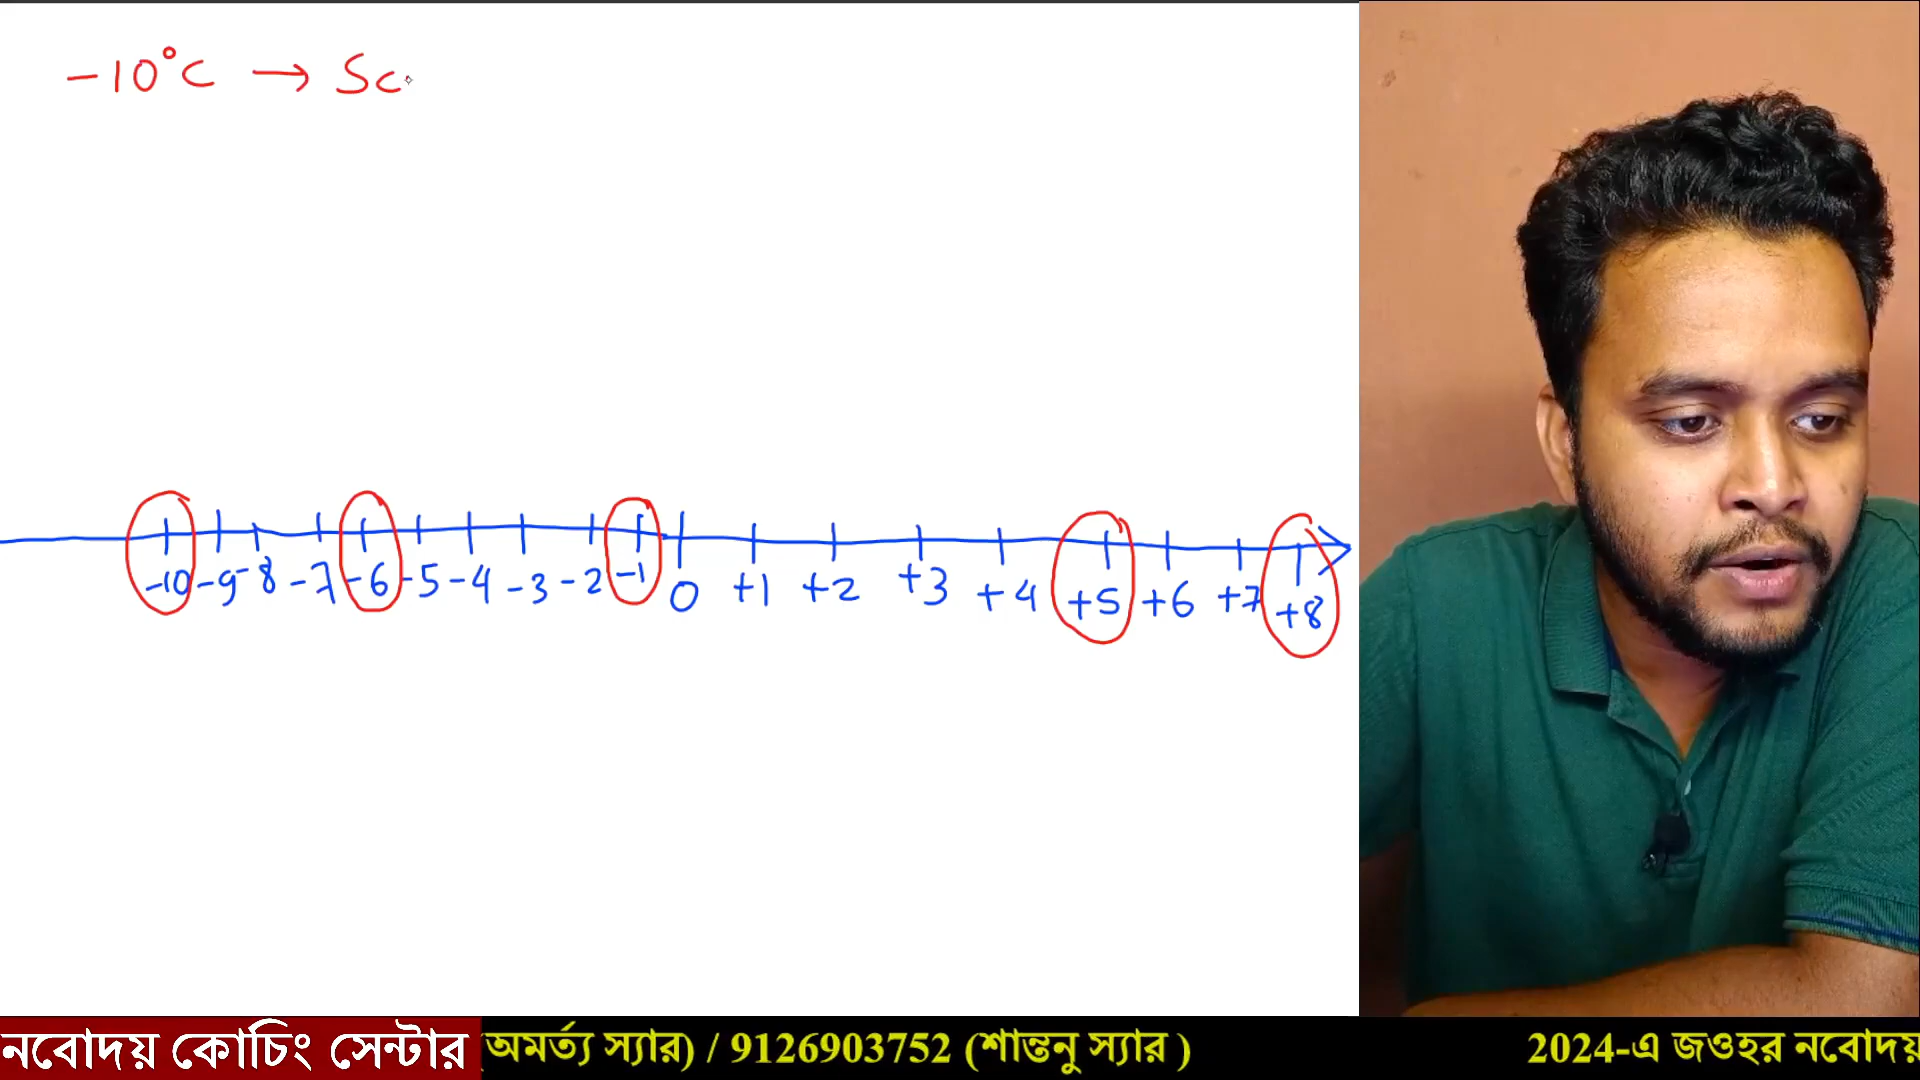 -10°C → Sc
-10 -9 -8 -7 -6 -5 -4 -3 -2 -1 0 +1 +2 +3 +4 +5 +6 +7 +8
নবোদয় কোচিং সেন্টার (অমর্ত্য স্যার) / 9126903752 (শান্তনু স্যার ) 2024-এ জওহর নবোদয়